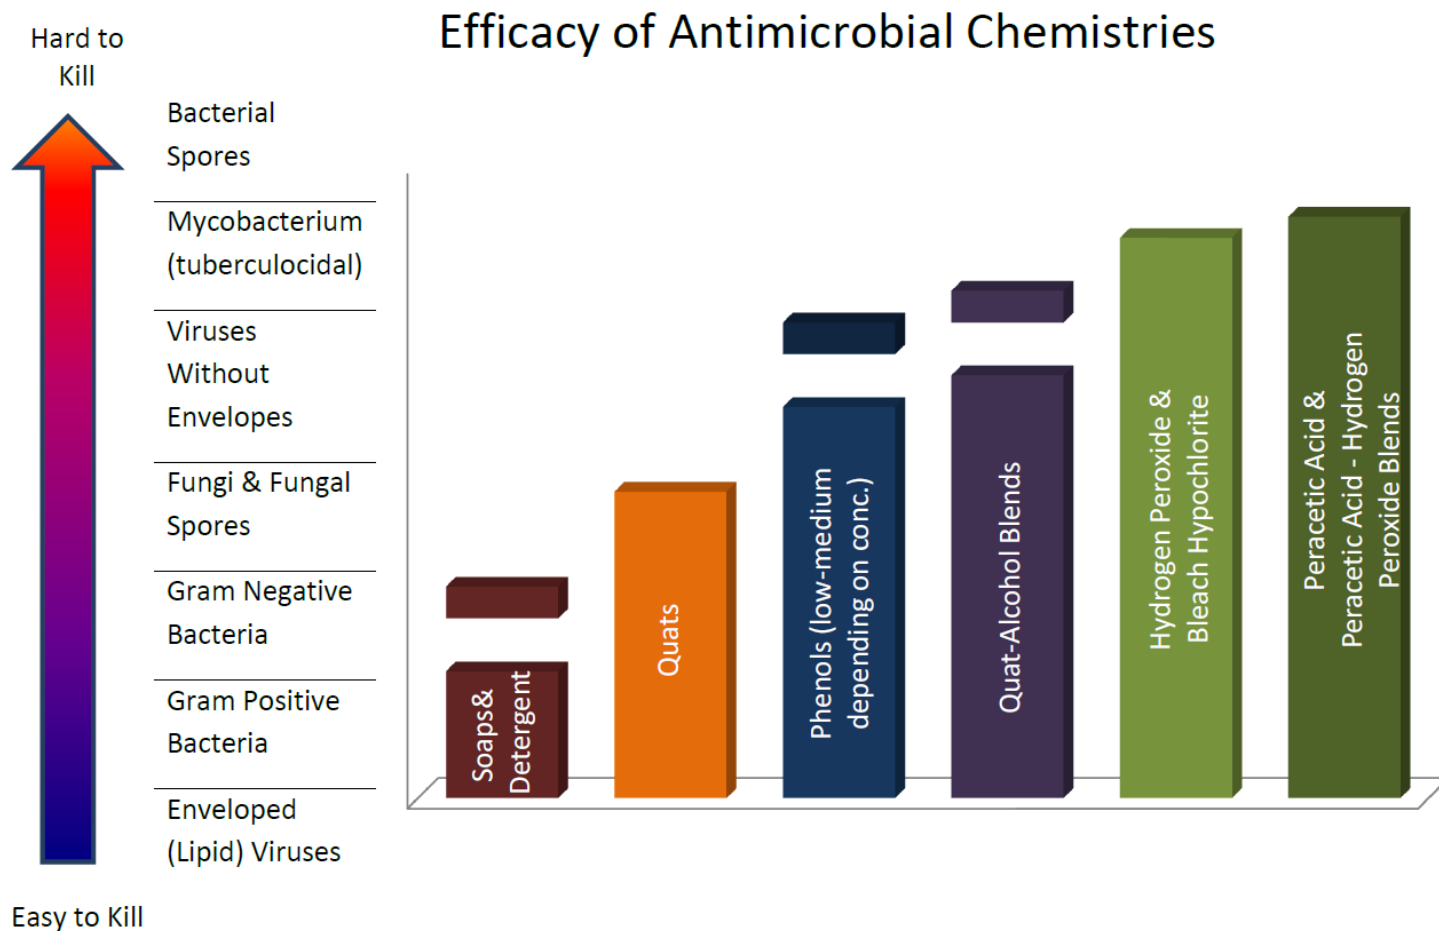 Efficacy of Antimicrobial Chemistries
Hard to
Kill
Bacterial
Spores
Mycobacterium
(tuberculocidal)
Viruses
Without
Envelopes
Fungi & Fungal
Spores
Gram Negative
Bacteria
Gram Positive
Bacteria
Enveloped
(Lipid) Viruses
Easy to Kill
Soaps&
Detergent
Quats
Phenols (low-medium
depending on conc.)
Quat-Alcohol Blends
Hydrogen Peroxide &
Bleach Hypochlorite
Peracetic Acid &
Peracetic Acid - Hydrogen
Peroxide Blends